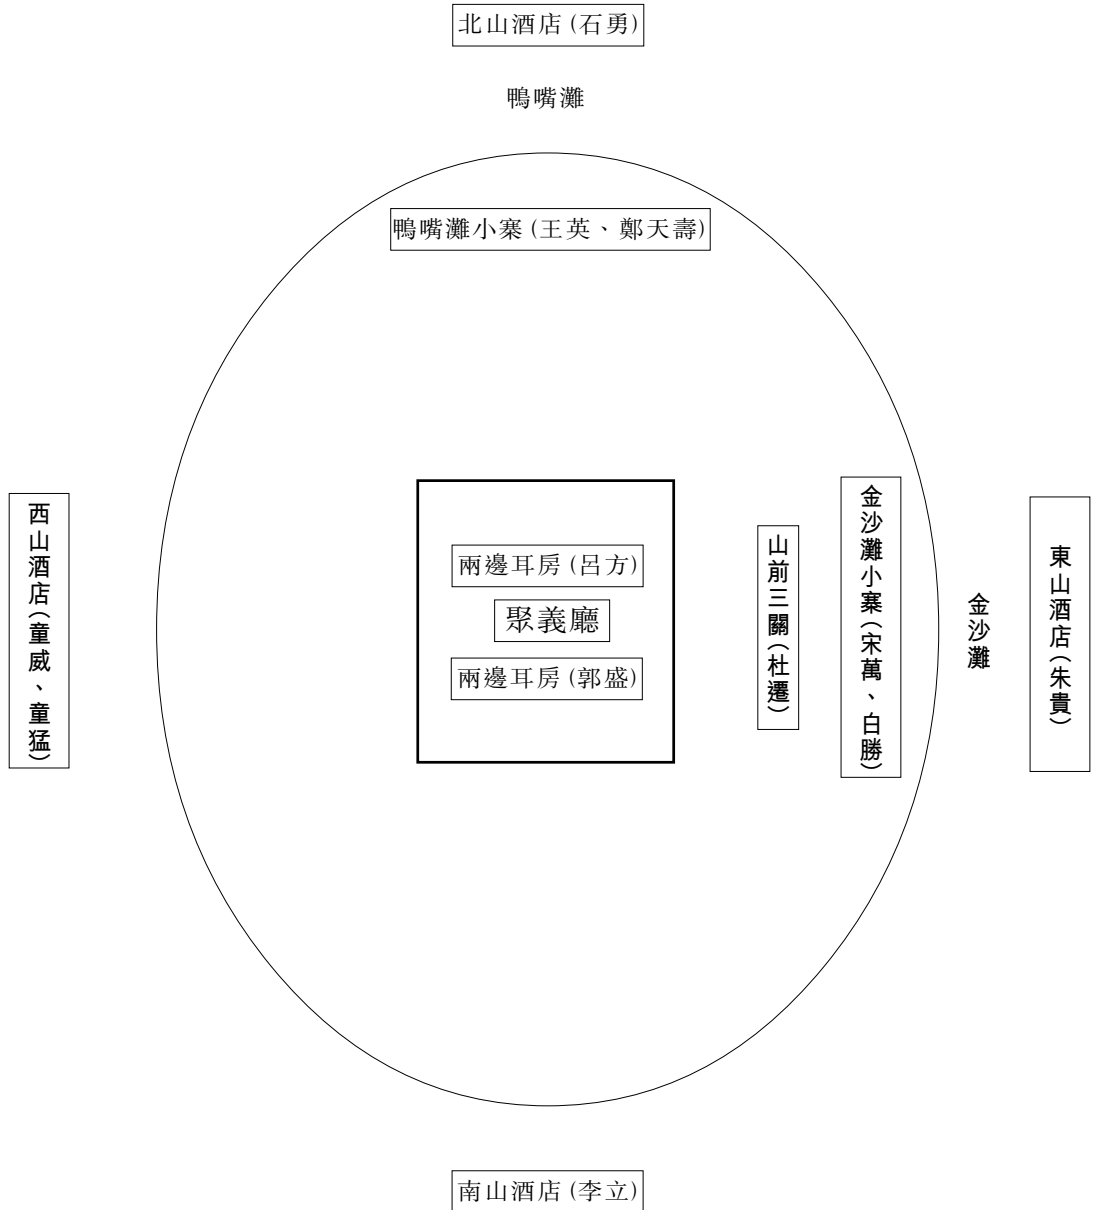 北山酒店(石勇)
鴨嘴灘
鴨嘴灘小寨(王英、鄭天壽)
西山酒店(童威、童猛)
兩邊耳房(呂方)
聚義廳
兩邊耳房(郭盛)
山前三關(杜遷)
金沙灘小寨(宋萬、白勝)
金沙灘
東山酒店(朱貴)
南山酒店(李立)